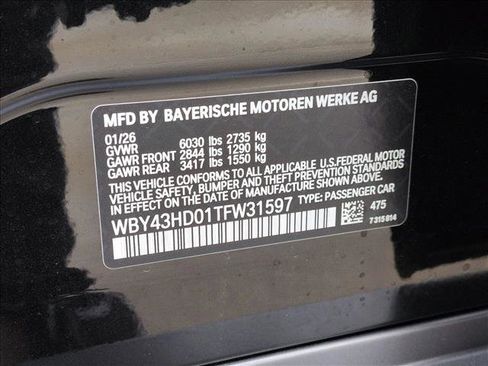 MFD BY BAYERISCHE MOTOREN WERKE AG
01/26
GVWR 6030 lbs 2735 kg
GAWR FRONT 2844 lbs 1290 kg
GAWR REAR 3417 lbs 1550 kg
THIS VEHICLE CONFORMS TO ALL APPLICABLE U.S.FEDERAL MOTOR
VEHICLE SAFETY, BUMPER, AND THEFT PREVENTION STANDARDS
IN EFFECT ON THE DATE OF MANUFACTURE SHOWN ABOVE.
WBY43HD01TFW31597 TYPE: PASSENGER CAR
475
7315814